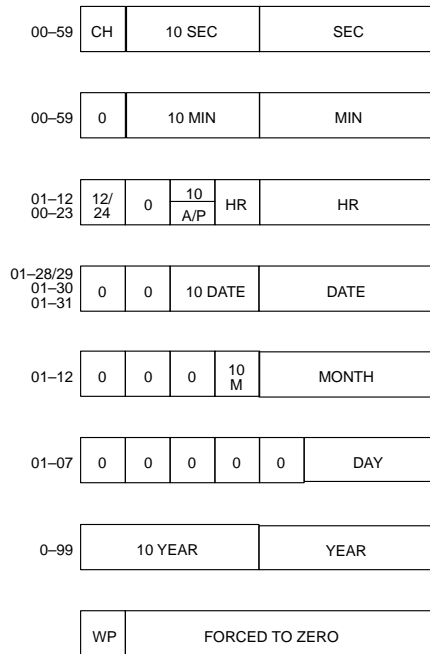 00–59 CH 10 SEC SEC
00–59 0 10 MIN MIN
01–12
00–23
12/
24
0
10
A/P
HR HR
01–28/29
01–30
01–31
0 0 10 DATE DATE
01–12 0 0 0
10
M
MONTH
01–07 0 0 0 0 0 DAY
0–99 10 YEAR YEAR
WP FORCED TO ZERO